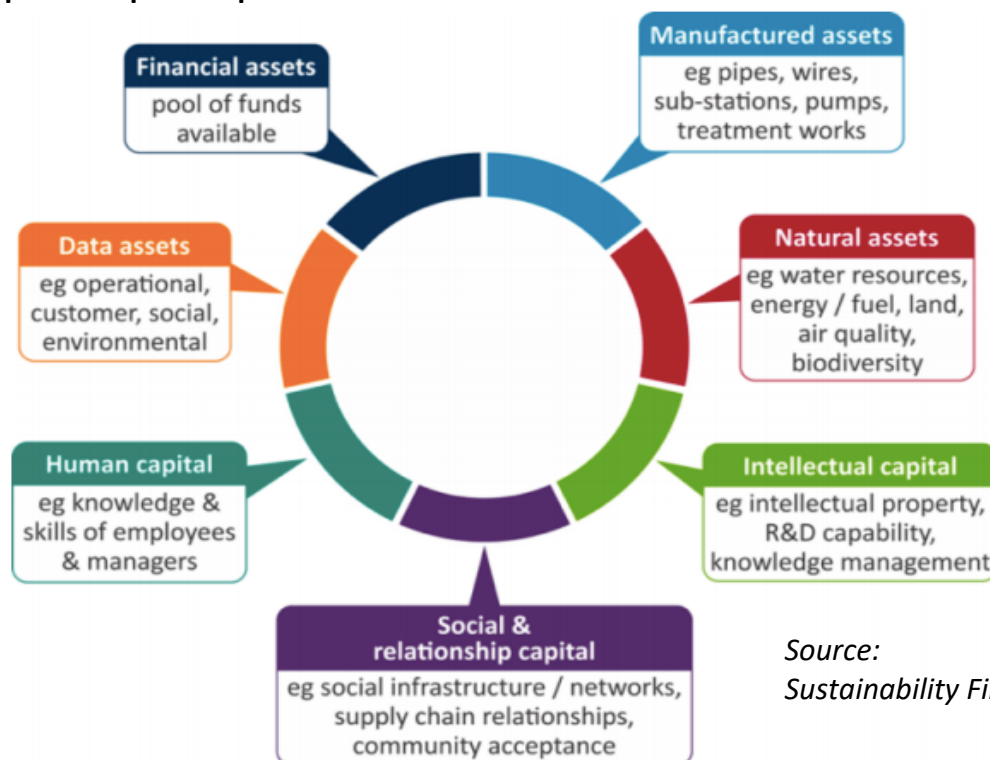 Financial assets
pool of funds
available
Manufactured assets
eg pipes, wires,
sub-stations, pumps,
treatment works
Data assets
eg operational,
customer, social,
environmental
Natural assets
eg water resources,
energy / fuel, land,
air quality,
biodiversity
Human capital
eg knowledge &
skills of employees
& managers
Intellectual capital
eg intellectual property,
R&D capability,
knowledge management
Social &
relationship capital
eg social infrastructure / networks,
supply chain relationships,
community acceptance
Source:
Sustainability